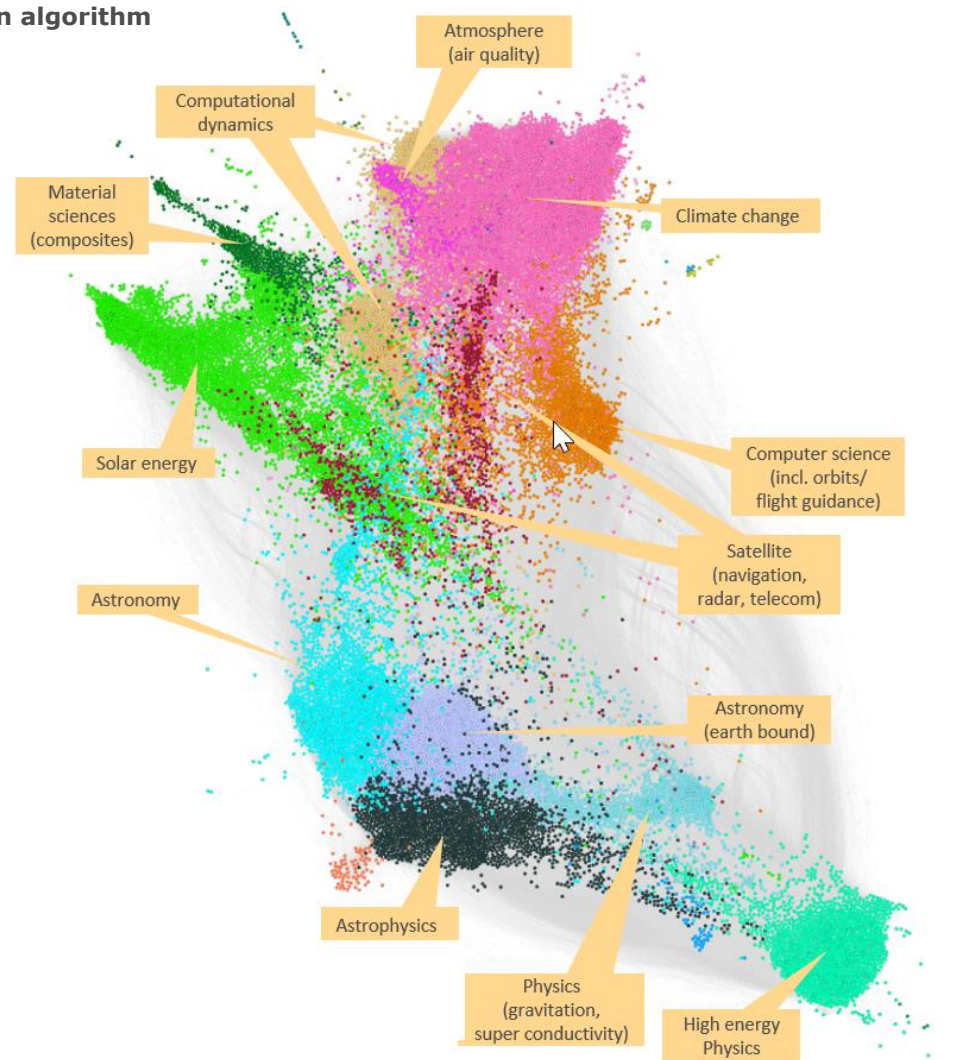 n algorithm
Atmosphere
(air quality)
Computational
dynamics
Material
sciences
(composites)
Climate change
Solar energy
Computer science
(incl. orbits/
flight guidance)
Satellite
(navigation,
radar, telecom)
Astronomy
Astronomy
(earth bound)
Astrophysics
Physics
(gravitation,
super conductivity)
High energy
Physics